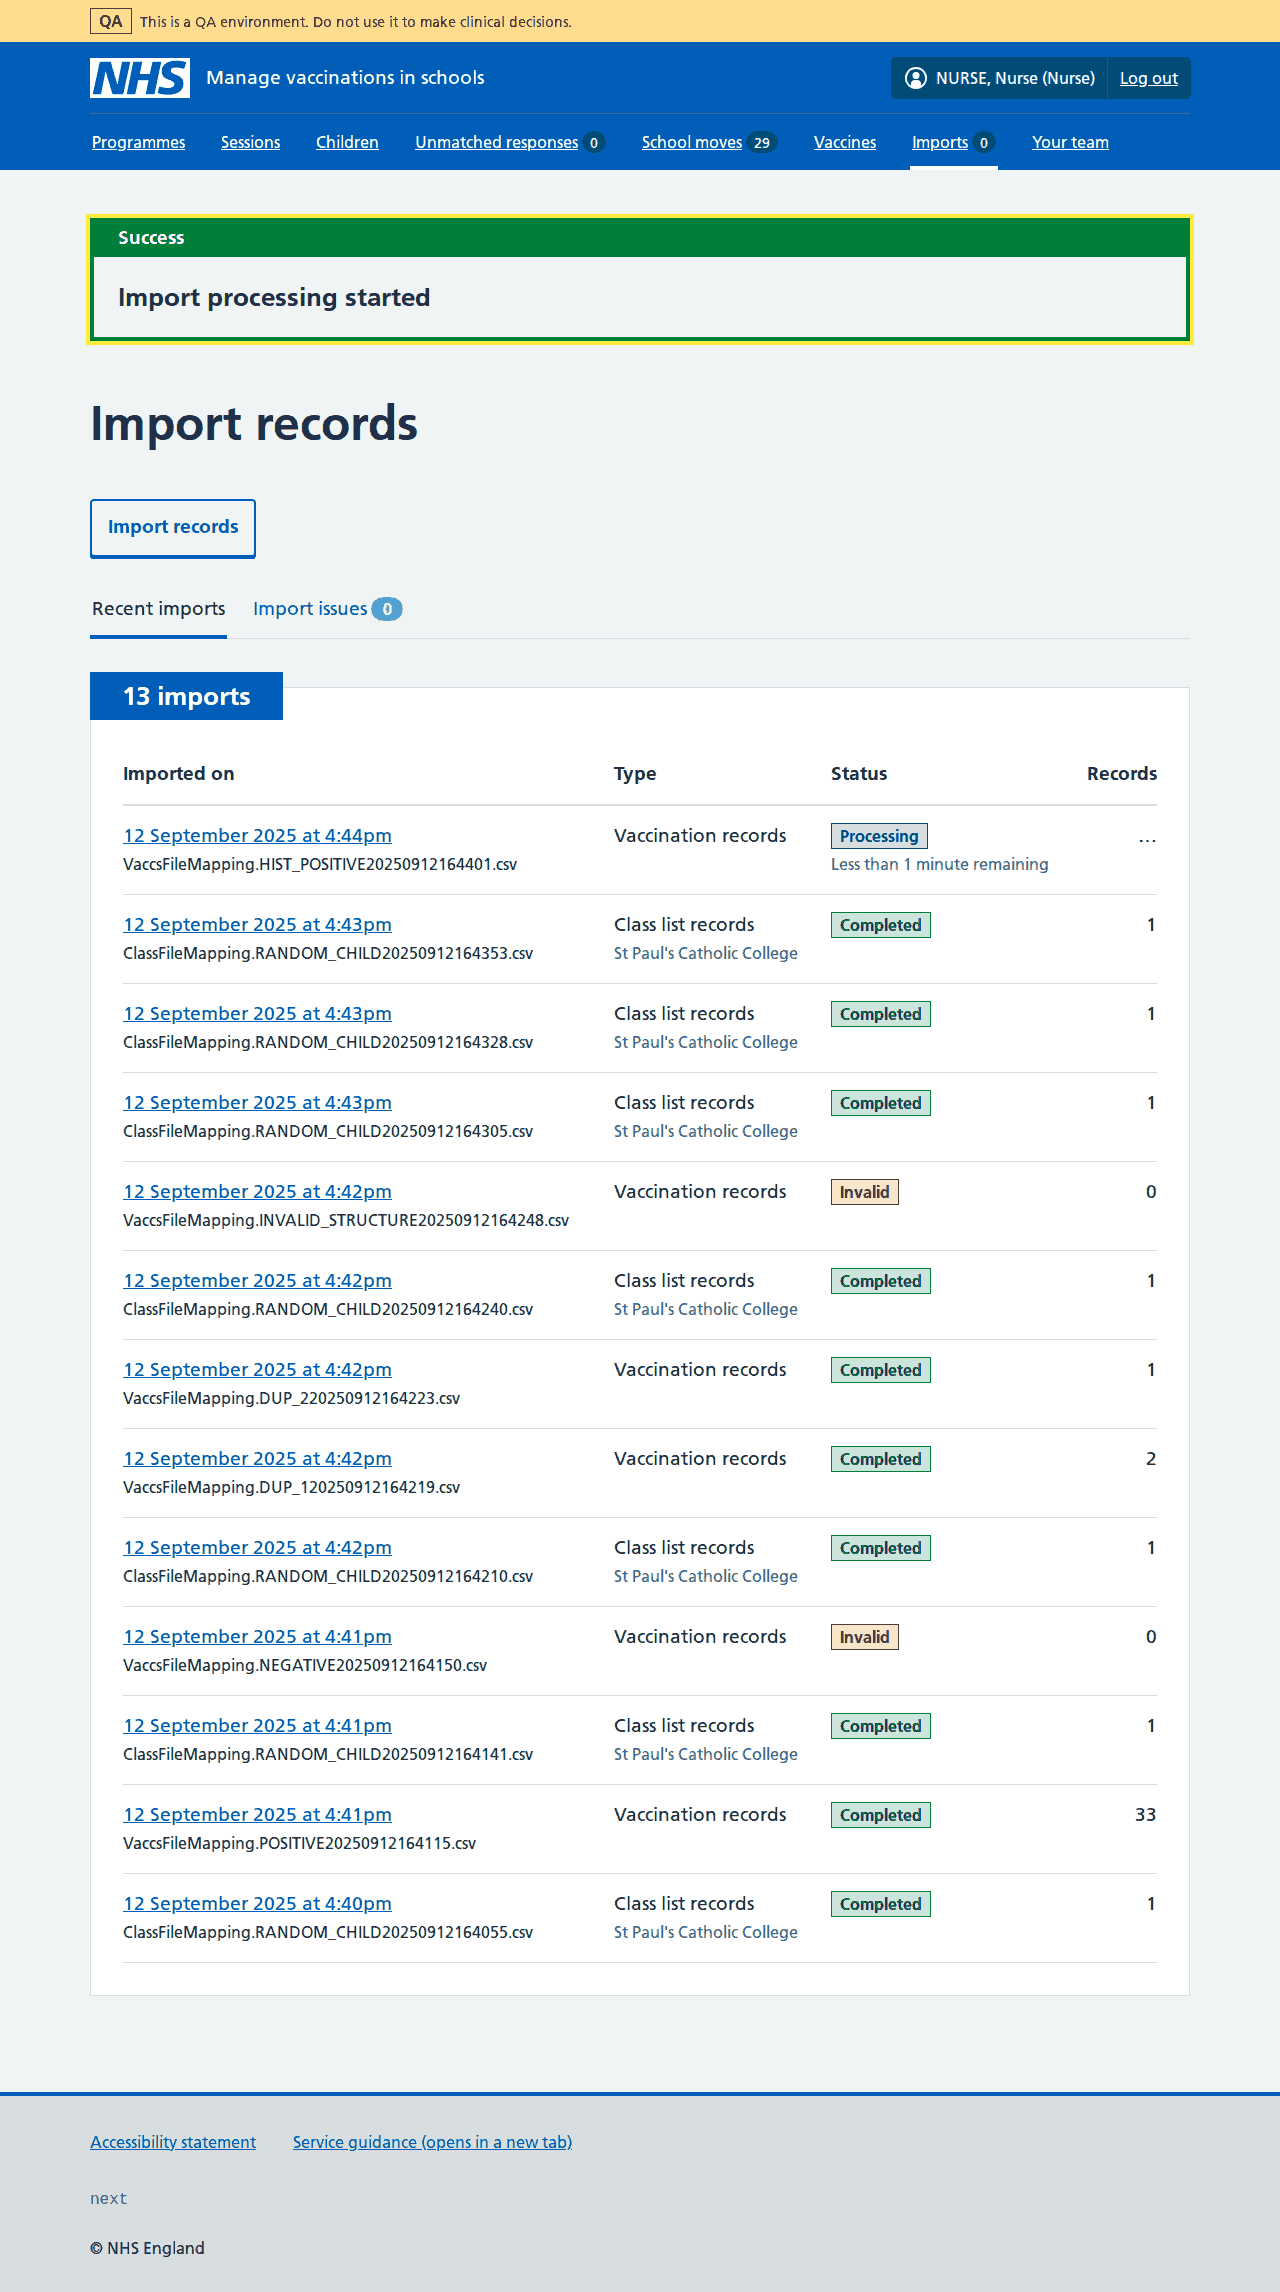 QA This is a QA environment. Do not use it to make clinical decisions.
NHS Manage vaccinations in schools NURSE, Nurse (Nurse) Log out
Programmes Sessions Children Unmatched responses 0 School moves 29 Vaccines Imports 0 Your team
Success
Import processing started
Import records
Import records
Recent imports Import issues 0
13 imports
Imported on Type Status Records
12 September 2025 at 4:44pm Vaccination records Processing ...
VaccsFileMapping.HIST_POSITIVE20250912164401.csv Less than 1 minute remaining
12 September 2025 at 4:43pm Class list records Completed 1
ClassFileMapping.RANDOM_CHILD20250912164353.csv St Paul's Catholic College
12 September 2025 at 4:43pm Class list records Completed 1
ClassFileMapping.RANDOM_CHILD20250912164328.csv St Paul's Catholic College
12 September 2025 at 4:43pm Class list records Completed 1
ClassFileMapping.RANDOM_CHILD20250912164305.csv St Paul's Catholic College
12 September 2025 at 4:42pm Vaccination records Invalid 0
VaccsFileMapping.INVALID_STRUCTURE20250912164248.csv
12 September 2025 at 4:42pm Class list records Completed 1
ClassFileMapping.RANDOM_CHILD20250912164240.csv St Paul's Catholic College
12 September 2025 at 4:42pm Vaccination records Completed 1
VaccsFileMapping.DUP_220250912164223.csv
12 September 2025 at 4:42pm Vaccination records Completed 2
VaccsFileMapping.DUP_120250912164219.csv
12 September 2025 at 4:42pm Class list records Completed 1
ClassFileMapping.RANDOM_CHILD20250912164210.csv St Paul's Catholic College
12 September 2025 at 4:41pm Vaccination records Invalid 0
VaccsFileMapping.NEGATIVE20250912164150.csv
12 September 2025 at 4:41pm Class list records Completed 1
ClassFileMapping.RANDOM_CHILD20250912164141.csv St Paul's Catholic College
12 September 2025 at 4:41pm Vaccination records Completed 33
VaccsFileMapping.POSITIVE20250912164115.csv
12 September 2025 at 4:40pm Class list records Completed 1
ClassFileMapping.RANDOM_CHILD20250912164055.csv St Paul's Catholic College
Accessibility statement Service guidance (opens in a new tab)
next
© NHS England